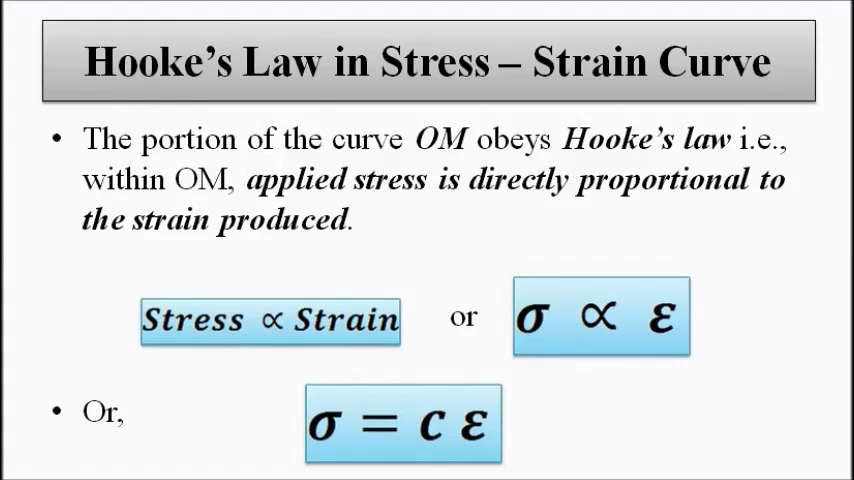 Hooke’s Law in Stress – Strain Curve
• The portion of the curve OM obeys Hooke’s law i.e.,
within OM, applied stress is directly proportional to
the strain produced.
Stress ∝ Strain or σ ∝ ε
• Or,
σ = c ε